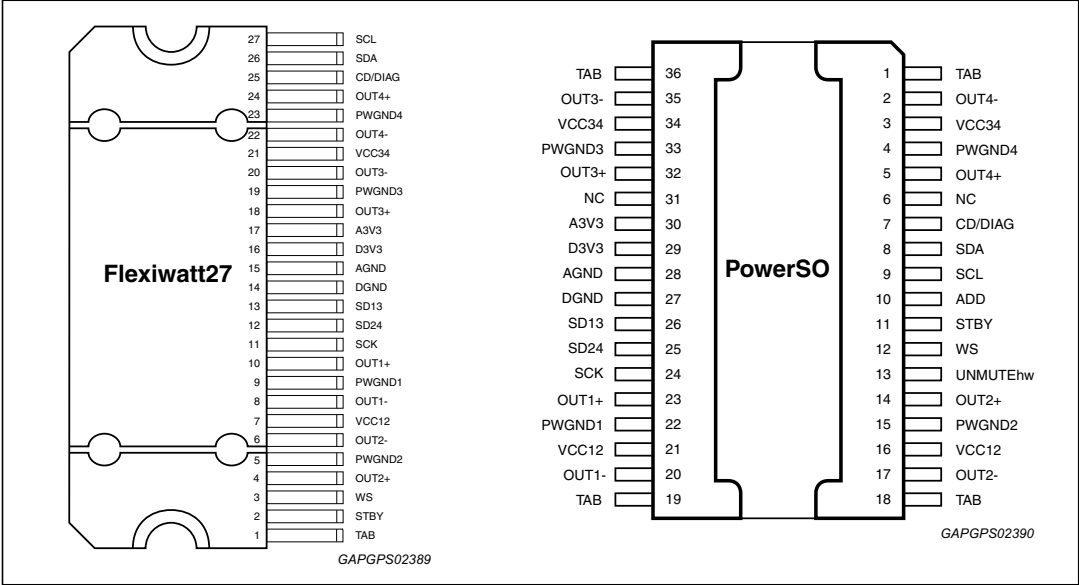 27 SCL
26 SDA
25 CD/DIAG
24 OUT4+
23 PWGND4
22 OUT4-
21 VCC34
20 OUT3-
19 PWGND3
18 OUT3+
17 A3V3
16 D3V3
15 AGND
14 DGND
13 SD13
12 SD24
11 SCK
10 OUT1+
9 PWGND1
8 OUT1-
7 VCC12
6 OUT2-
5 PWGND2
4 OUT2+
3 WS
2 STBY
1 TAB
Flexiwatt27
GAPGPS02389
TAB 36 1 TAB
OUT3- 35 2 OUT4-
VCC34 34 3 VCC34
PWGND3 33 4 PWGND4
OUT3+ 32 5 OUT4+
NC 31 6 NC
A3V3 30 7 CD/DIAG
D3V3 29 8 SDA
AGND 28 9 SCL
DGND 27 10 ADD
SD13 26 11 STBY
SD24 25 12 WS
SCK 24 13 UNMUTEhw
OUT1+ 23 14 OUT2+
PWGND1 22 15 PWGND2
VCC12 21 16 VCC12
OUT1- 20 17 OUT2-
TAB 19 18 TAB
PowerSO
GAPGPS02390